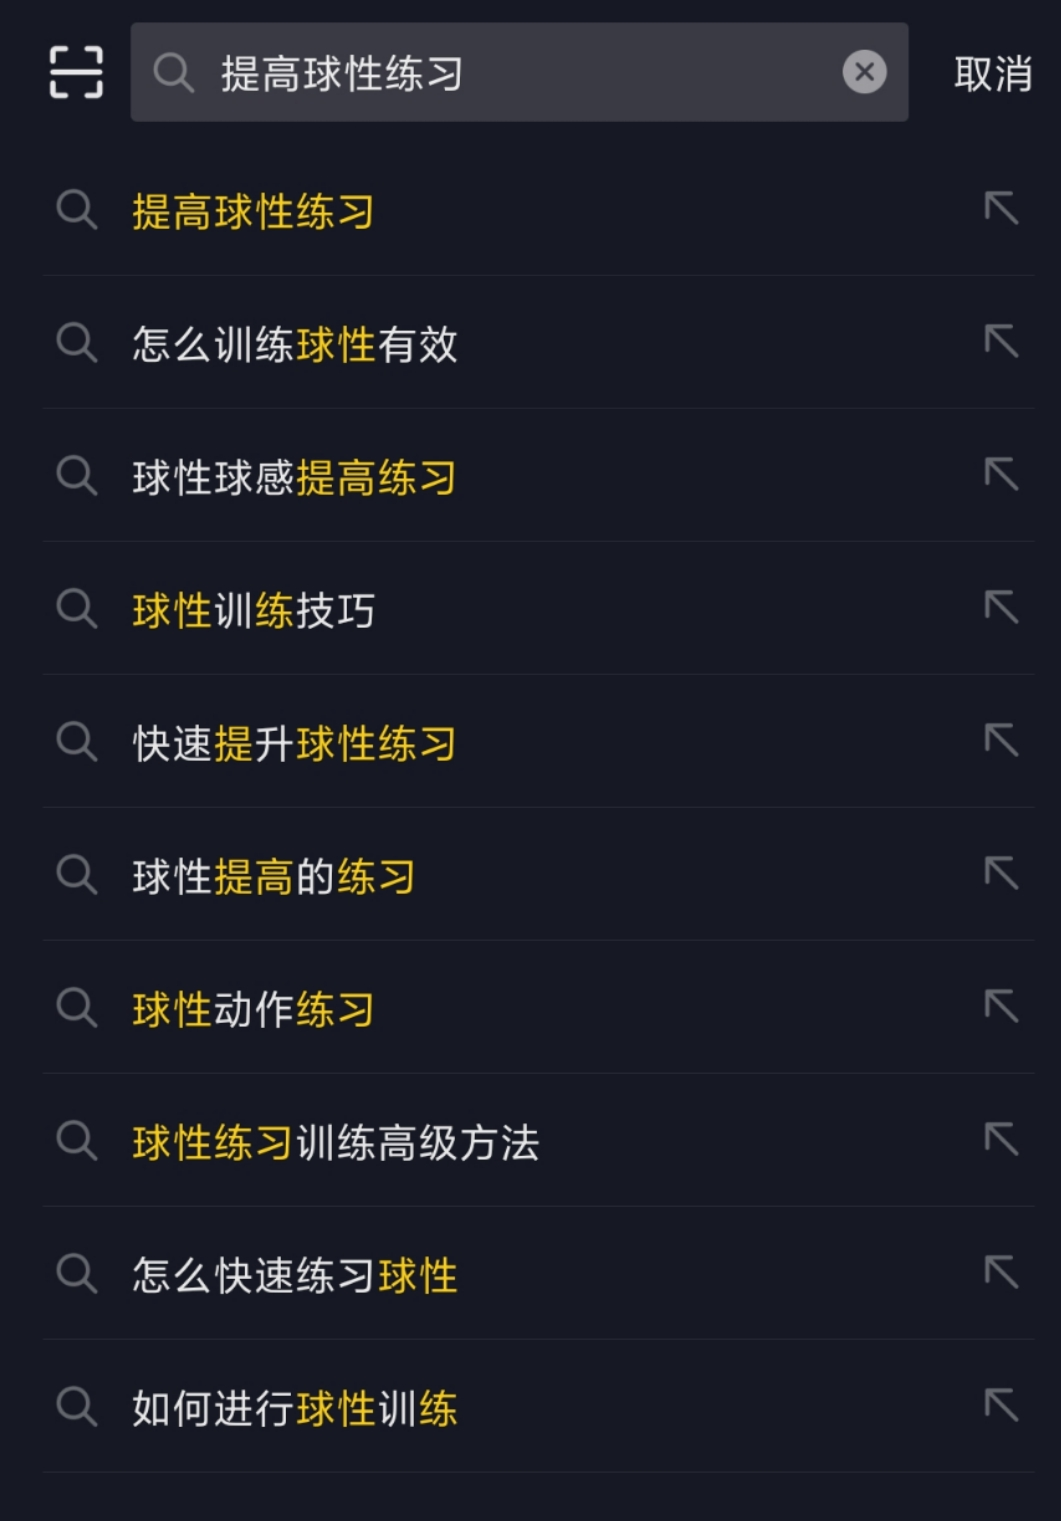 提高球性练习
取消
提高球性练习
怎么训练球性有效
球性球感提高练习
球性训练技巧
快速提升球性练习
球性提高的练习
球性动作练习
球性练习训练高级方法
怎么快速练习球性
如何进行球性训练